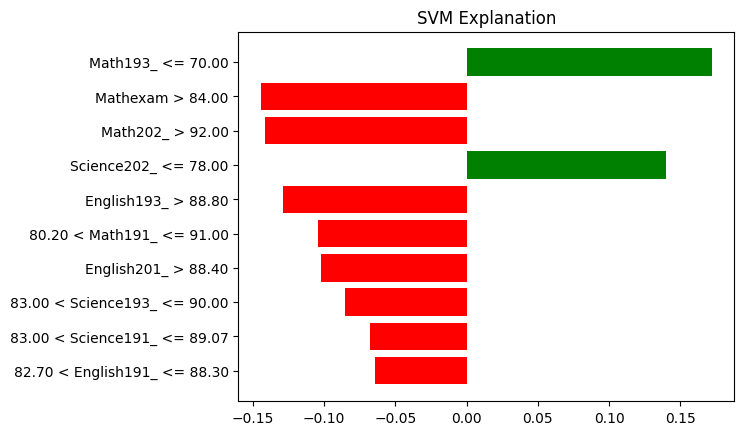 SVM Explanation
Math193_ <= 70.00
Mathexam > 84.00
Math202_ > 92.00
Science202_ <= 78.00
English193_ > 88.80
80.20 < Math191_ <= 91.00
English201_ > 88.40
83.00 < Science193_ <= 90.00
83.00 < Science191_ <= 89.07
82.70 < English191_ <= 88.30
−0.15 −0.10 −0.05 0.00 0.05 0.10 0.15